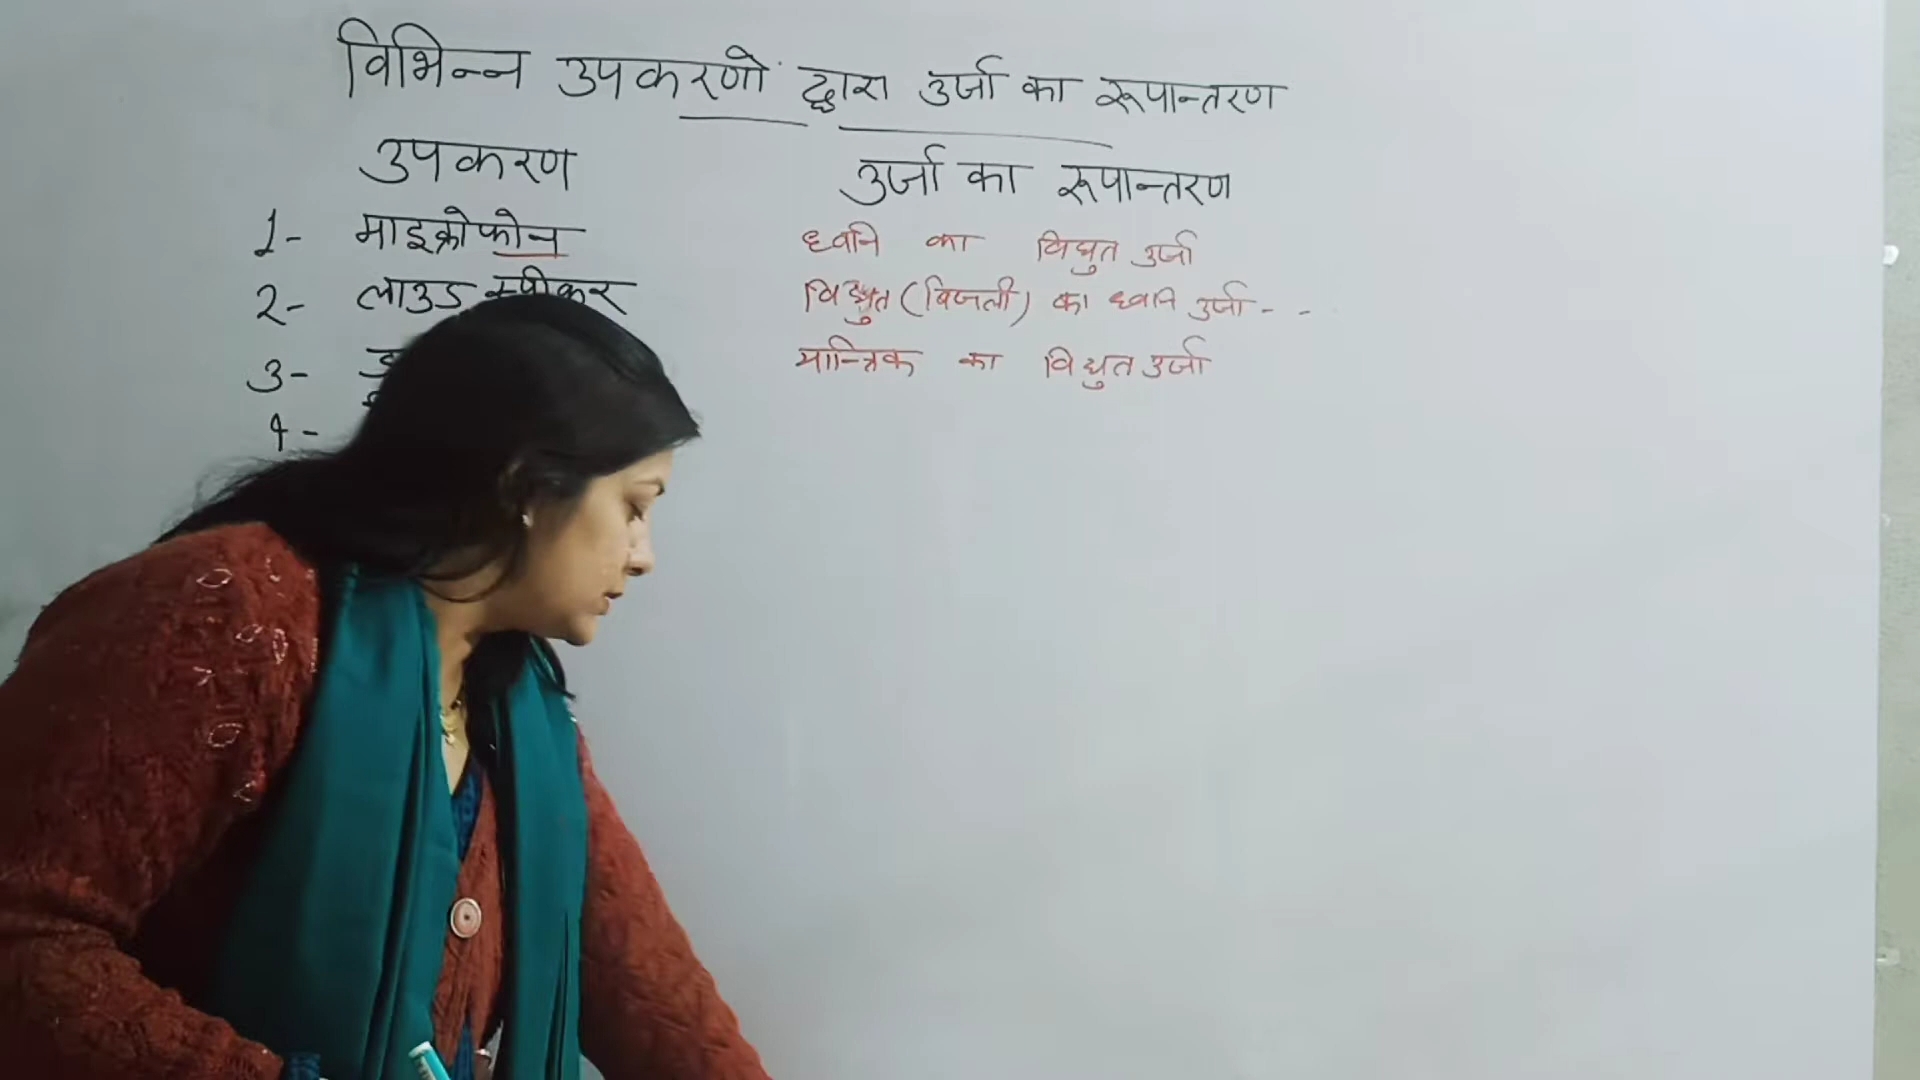 विभिन्न उपकरणो द्वारा उर्जा का रूपान्तरण
उपकरण उर्जा का रूपान्तरण
1- माइक्रोफोन ध्वनि का विद्युत उर्जा
2- लाउड स्पीकर विद्युत (बिजली) का ध्वनि उर्जा - -
3- यान्त्रिक का विद्युत उर्जा
4-